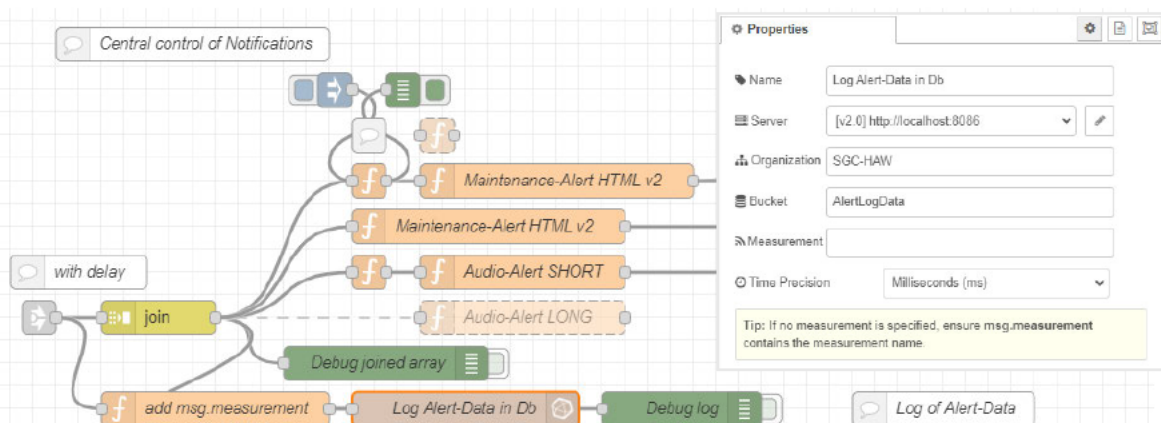 Central control of Notifications
Maintenance-Alert HTML v2
Maintenance-Alert HTML v2
with delay
Audio-Alert SHORT
join
Audio-Alert LONG
Debug joined array
add msg.measurement
Log Alert-Data in Db
Debug log
Log of Alert-Data
Properties
Name
Log Alert-Data in Db
Server
[v2.0] http://localhost:8086
Organization
SGC-HAW
Bucket
AlertLogData
Measurement
Time Precision
Milliseconds (ms)
Tip: If no measurement is specified, ensure msg.measurement
contains the measurement name.